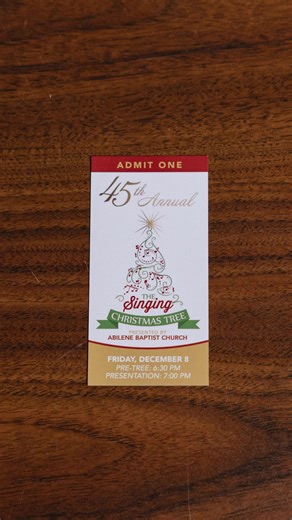 ADMIT ONE
45th Annual
THE
Singing
CHRISTMAS TREE
PRESENTED BY
ABILENE BAPTIST CHURCH
FRIDAY, DECEMBER 8
PRE-TREE: 6:30 PM
PRESENTATION: 7:00 PM